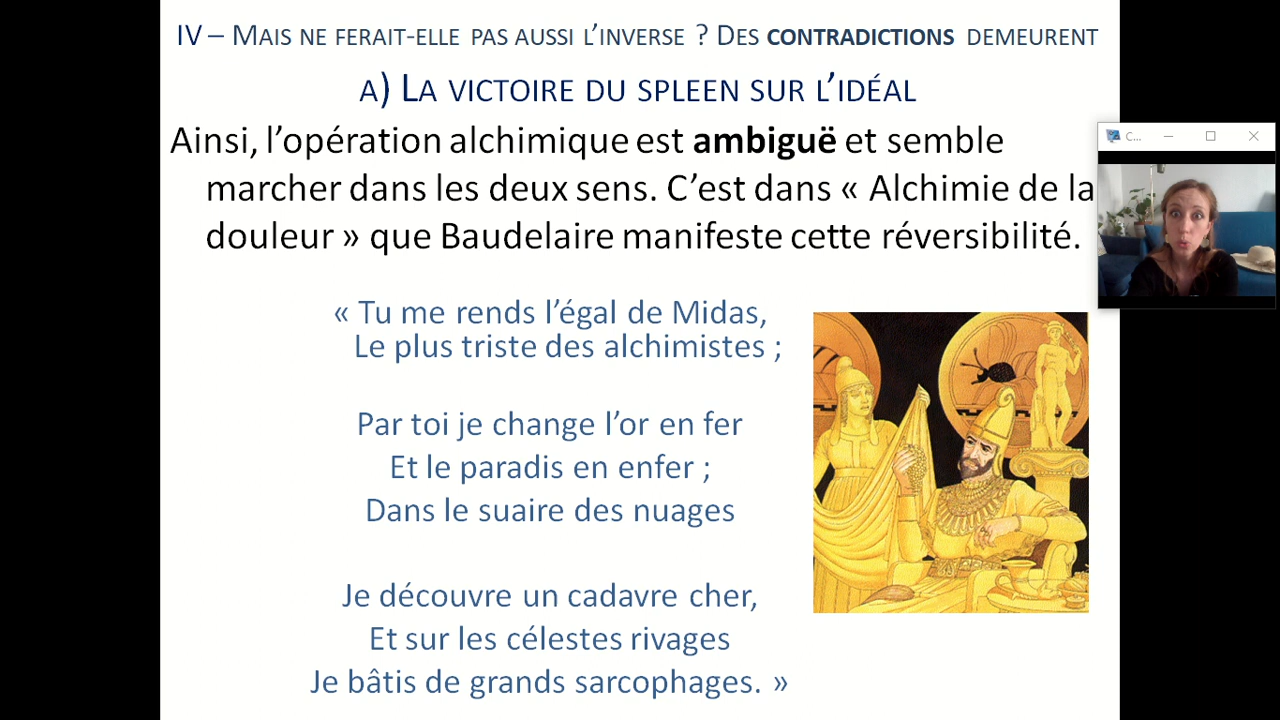 IV – MAIS NE FERAIT-ELLE PAS AUSSI L’INVERSE ? DES CONTRADICTIONS DEMEURENT
A) LA VICTOIRE DU SPLEEN SUR L’IDÉAL
Ainsi, l’opération alchimique est ambiguë et semble
marcher dans les deux sens. C’est dans « Alchimie de la
douleur » que Baudelaire manifeste cette réversibilité.
C...
« Tu me rends l’égal de Midas,
Le plus triste des alchimistes ;
Par toi je change l’or en fer
Et le paradis en enfer ;
Dans le suaire des nuages
Je découvre un cadavre cher,
Et sur les célestes rivages
Je bâtis de grands sarcophages. »